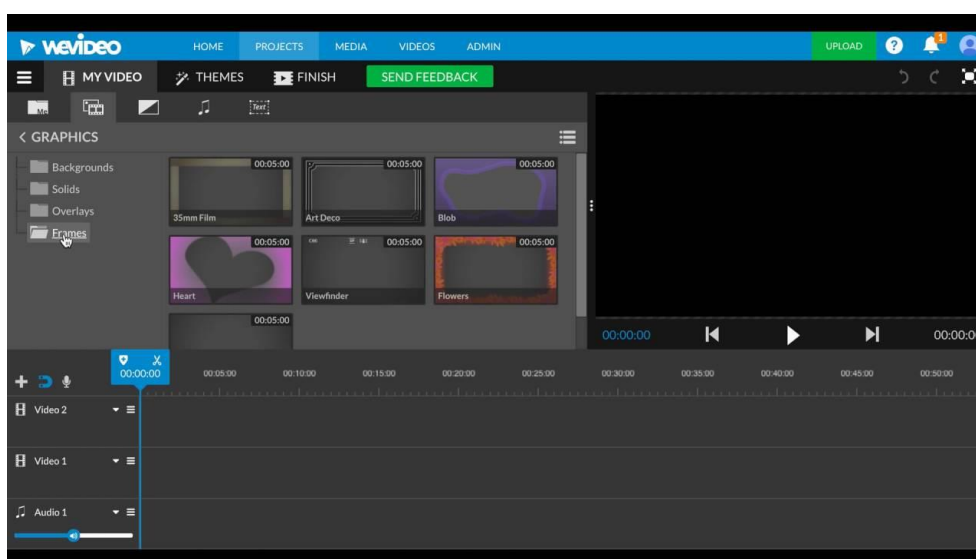 WeVideo HOME PROJECTS MEDIA VIDEOS ADMIN UPLOAD ? 1
MY VIDEO THEMES FINISH SEND FEEDBACK
Me Text
< GRAPHICS
Backgrounds
Solids
Overlays
Frames
00:05:00 00:05:00 00:05:00
35mm Film Art Deco Blob
00:05:00 00:05:00 00:05:00
Heart Viewfinder Flowers
00:05:00
00:00:00 00:00:0
00:00:00 00:05:00 00:10:00 00:15:00 00:20:00 00:25:00 00:30:00 00:35:00 00:40:00 00:45:00 00:50:00
Video 2
Video 1
Audio 1